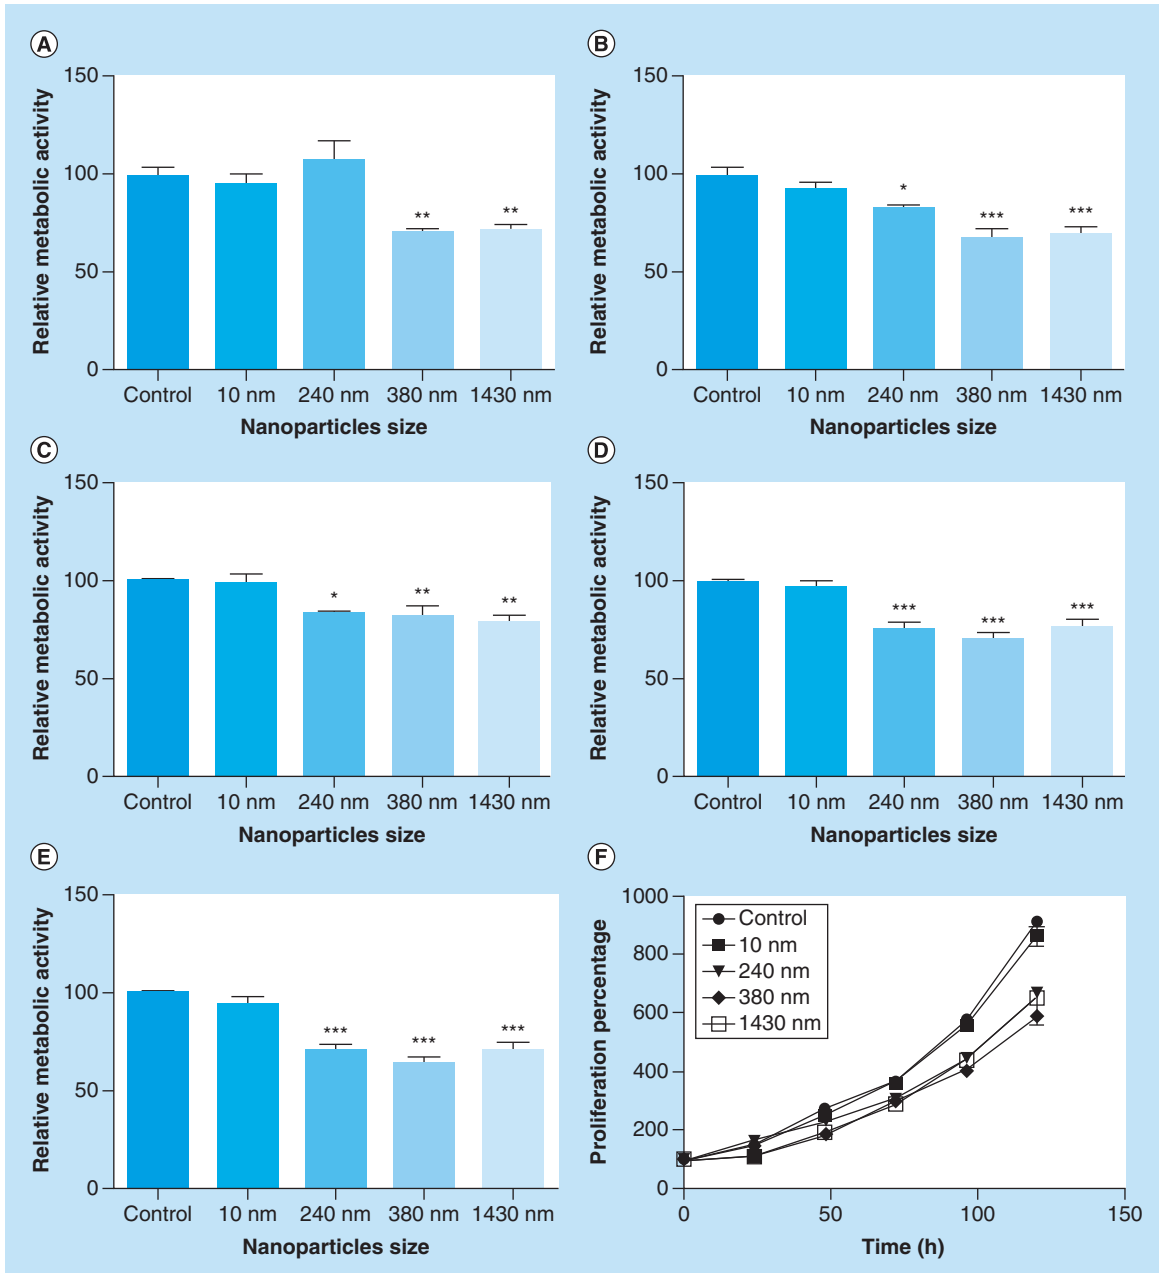 A
Relative metabolic activity
150
100
50
0
** **
Control 10 nm 240 nm 380 nm 1430 nm
Nanoparticles size
B
Relative metabolic activity
150
100
50
0
* *** ***
Control 10 nm 240 nm 380 nm 1430 nm
Nanoparticles size
C
Relative metabolic activity
150
100
50
0
* ** **
Control 10 nm 240 nm 380 nm 1430 nm
Nanoparticles size
D
Relative metabolic activity
150
100
50
0
*** *** ***
Control 10 nm 240 nm 380 nm 1430 nm
Nanoparticles size
E
Relative metabolic activity
150
100
50
0
*** *** ***
Control 10 nm 240 nm 380 nm 1430 nm
Nanoparticles size
F
Proliferation percentage
1000
800
600
400
200
0
Control
10 nm
240 nm
380 nm
1430 nm
0 50 100 150
Time (h)